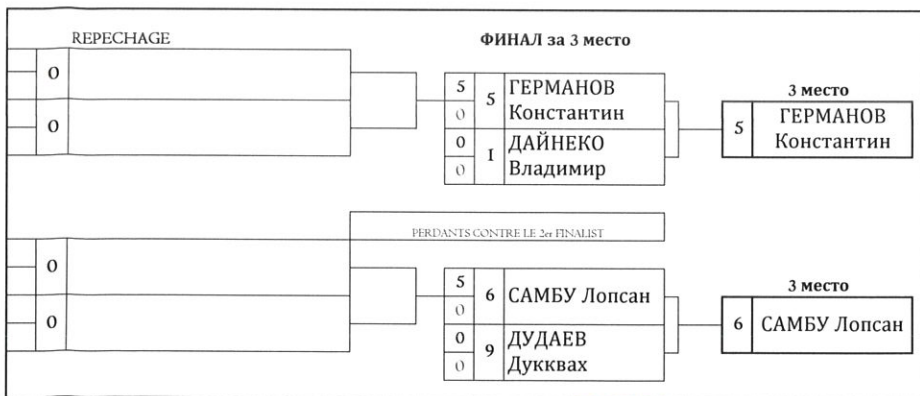 REPECHAGE
ФИНАЛ за 3 место
0
0
5
0
5
ГЕРМАНОВ
Константин
0
0
I
ДАЙНЕКО
Владимир
3 место
5
ГЕРМАНОВ
Константин
PERDANTS CONTRE LE 2er FINALIST
0
0
5
0
6
САМБУ Лопсан
0
0
9
ДУДАЕВ
Дукквах
3 место
6
САМБУ Лопсан